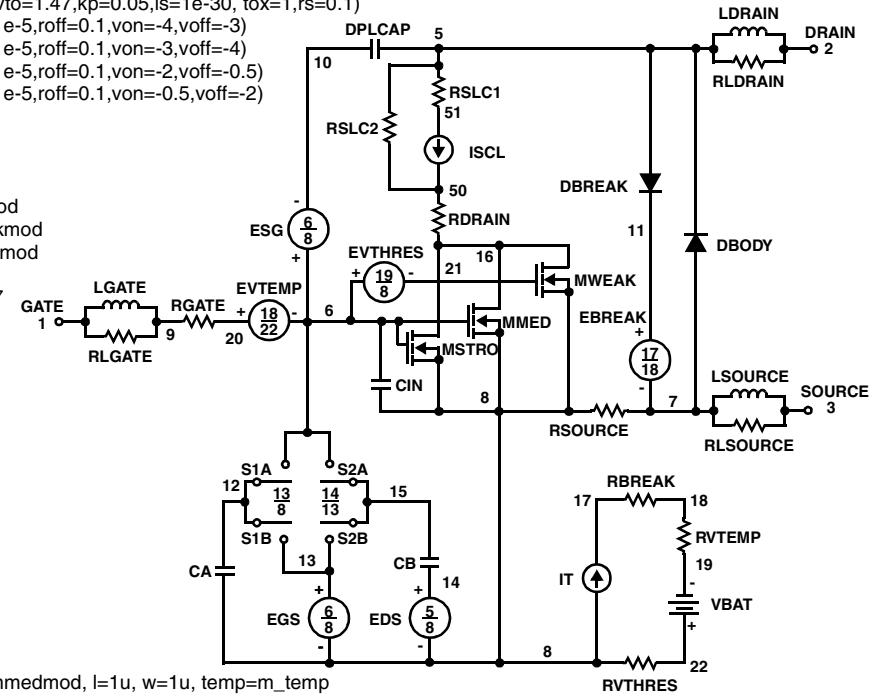 vto=1.47,kp=0.05,is=1e-30, tox=1,rs=0.1)
e-5,roff=0.1,von=-4,voff=-3)
e-5,roff=0.1,von=-3,voff=-4)
e-5,roff=0.1,von=-2,voff=-0.5)
e-5,roff=0.1,von=-0.5,voff=-2)
od
kmod
mod
LDRAIN
DPLCAP
5
DRAIN
2
10
RLDRAIN
RSLC1
51
RSLC2
ISCL
DBREAK
50
RDRAIN
ESG
-
6
8
+
11
DBODY
EVTHRES
+
19
8
-
16
21
MWEAK
LGATE
GATE
1
RLGATE
9
RGATE
20
EVTEMP
+
18
22
-
6
MMED
MSTRO
EBREAK
+
17
18
-
CIN
8
RSOURCE
7
LSOURCE
SOURCE
3
RLSOURCE
S1A
S2A
12
13
8
14
13
15
S1B
S2B
13
CA
CB
14
+
EGS
6
8
-
+
EDS
5
8
-
RBREAK
17
18
RVTEMP
19
-
IT
VBAT
+
8
22
RVTHRES
nmedmod, l=1u, w=1u, temp=m_temp